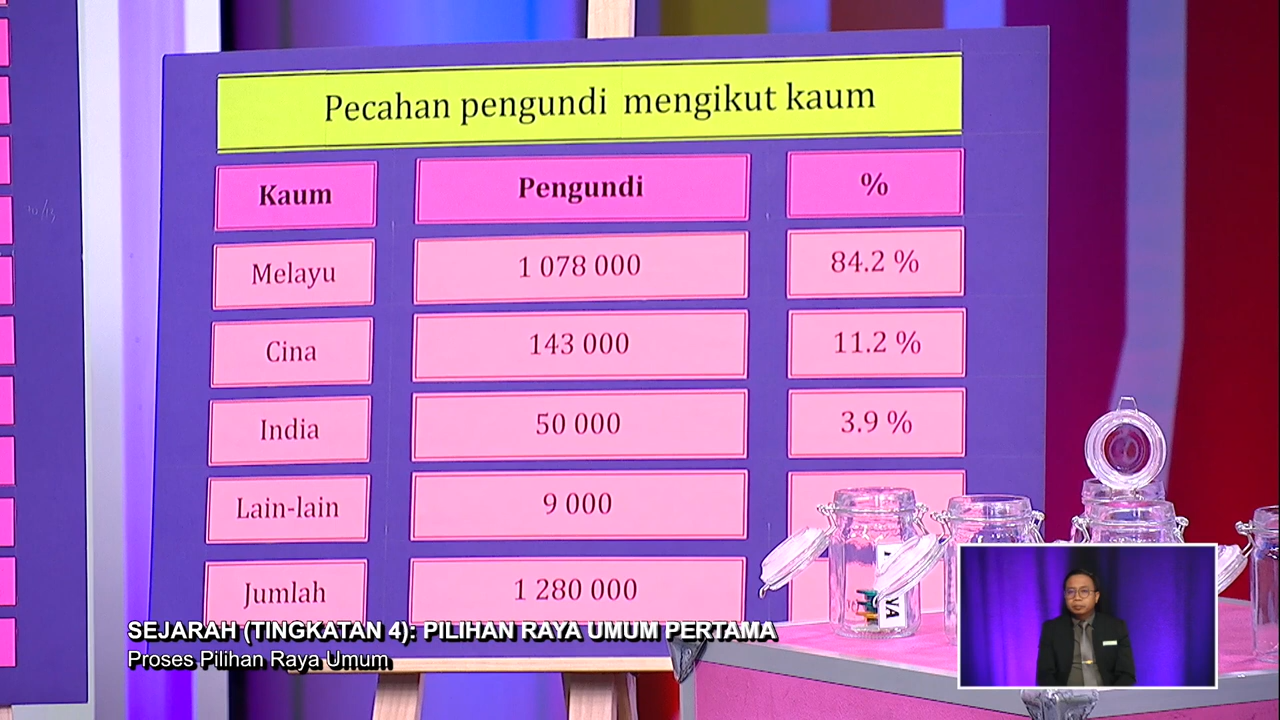 Pecahan pengundi mengikut kaum
Kaum Pengundi %
Melayu 1 078 000 84.2 %
Cina 143 000 11.2 %
India 50 000 3.9 %
Lain-lain 9 000
Jumlah 1 280 000
SEJARAH (TINGKATAN 4): PILIHAN RAYA UMUM PERTAMA
Proses Pilihan Raya Umum